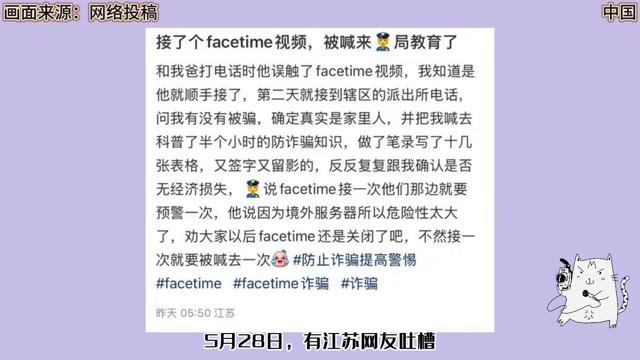 画面来源：网络投稿
中国
接了个facetime视频，被喊来👮局教育了
和我爸打电话时他误触了facetime视频，我知道是
他就顺手接了，第二天就接到辖区的派出所电话，
问我有没有被骗，确定真实是家里人，并把我喊去
科普了半个小时的防诈骗知识，做了笔录写了十几
张表格，又签字又留影的，反反复复跟我确认是否
无经济损失，👮说facetime接一次他们那边就要
预警一次，他说因为境外服务器所以危险性太大
了，劝大家以后facetime还是关闭了吧，不然接一
次就要被喊去一次😭 #防止诈骗提高警惕
#facetime #facetime诈骗 #诈骗
昨天 05:50 江苏
5月28日，有江苏网友吐槽